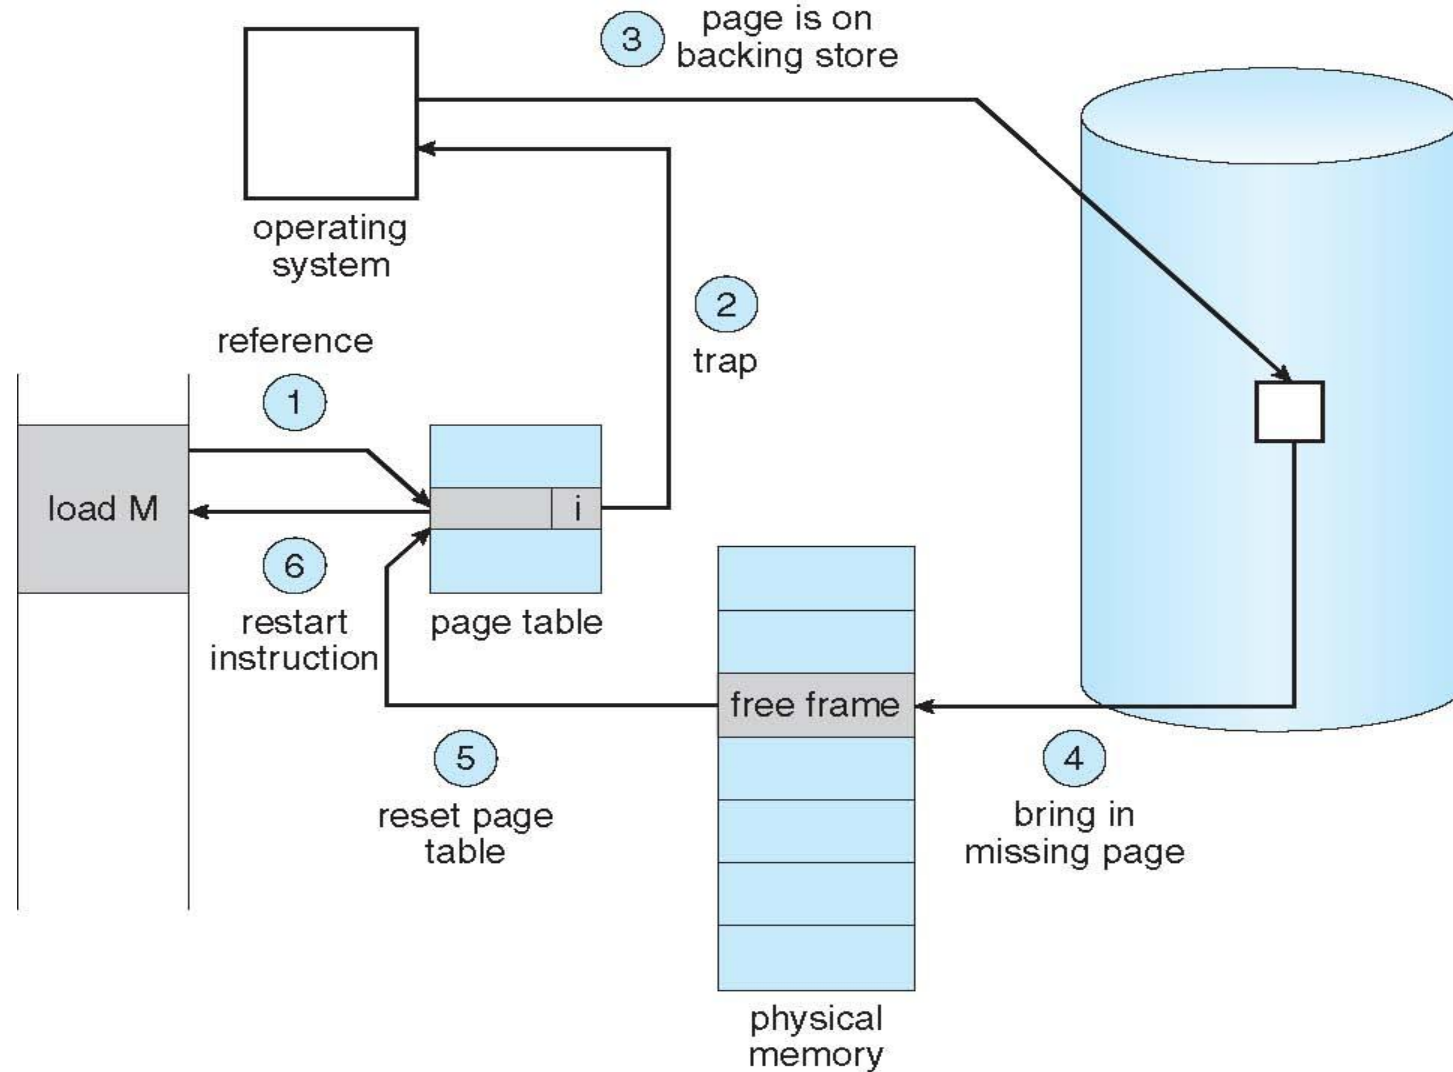 3
page is on
backing store
operating
system
2
trap
reference
1
load M
i
6
restart
instruction
page table
free frame
5
reset page
table
4
bring in
missing page
physical
memory